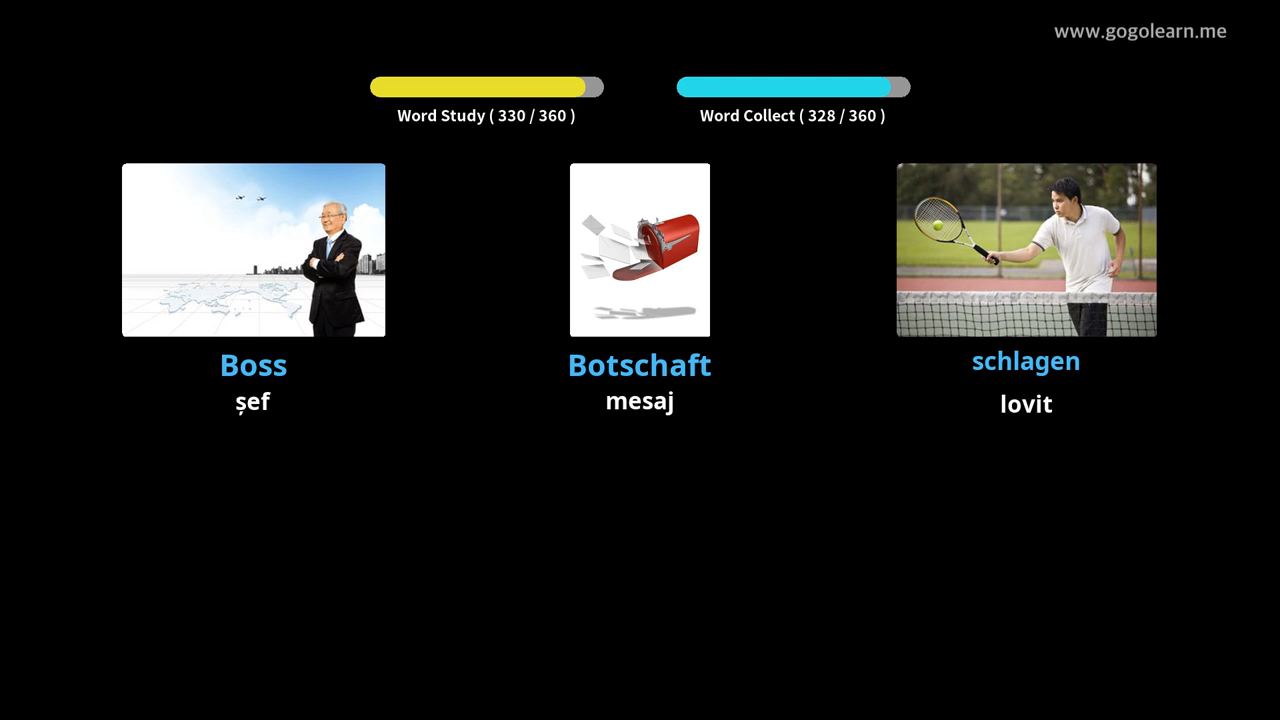 www.gogolearn.me
Word Study ( 330 / 360 )
Word Collect ( 328 / 360 )
Boss
șef
Botschaft
mesaj
schlagen
lovit